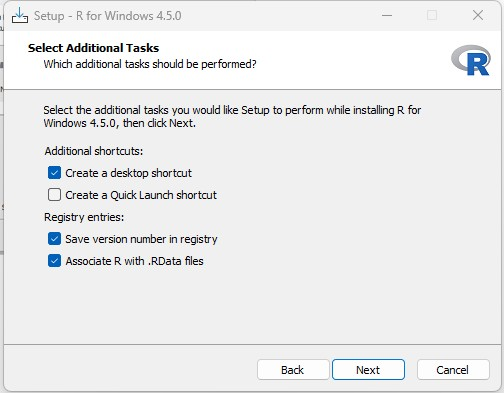 Setup - R for Windows 4.5.0
Select Additional Tasks
Which additional tasks should be performed?
R
Select the additional tasks you would like Setup to perform while installing R for
Windows 4.5.0, then click Next.
Additional shortcuts:
Create a desktop shortcut
Create a Quick Launch shortcut
Registry entries:
Save version number in registry
Associate R with .RData files
Back
Next
Cancel